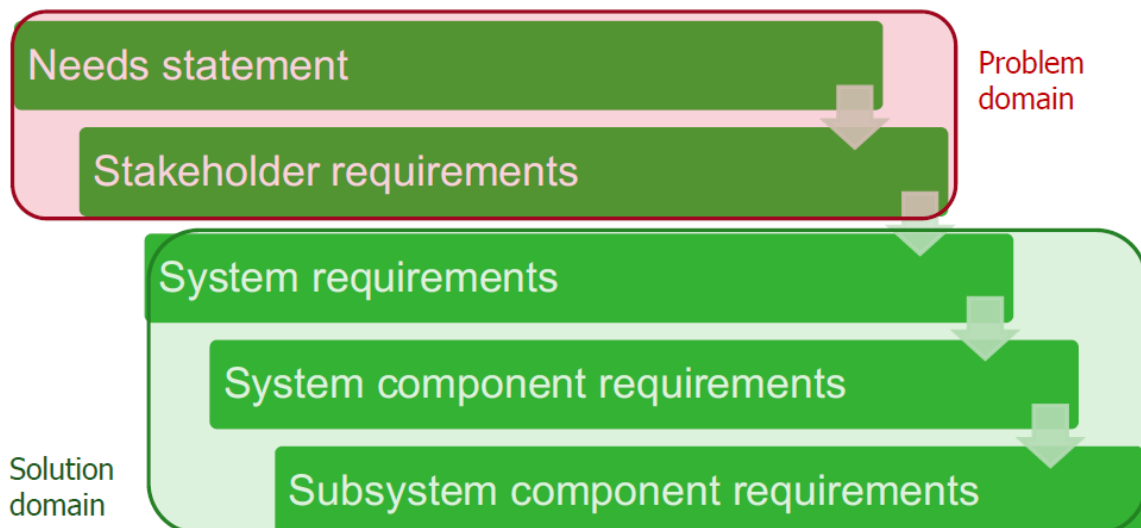 Needs statement
Problem
domain
Stakeholder requirements
System requirements
System component requirements
Solution
domain
Subsystem component requirements